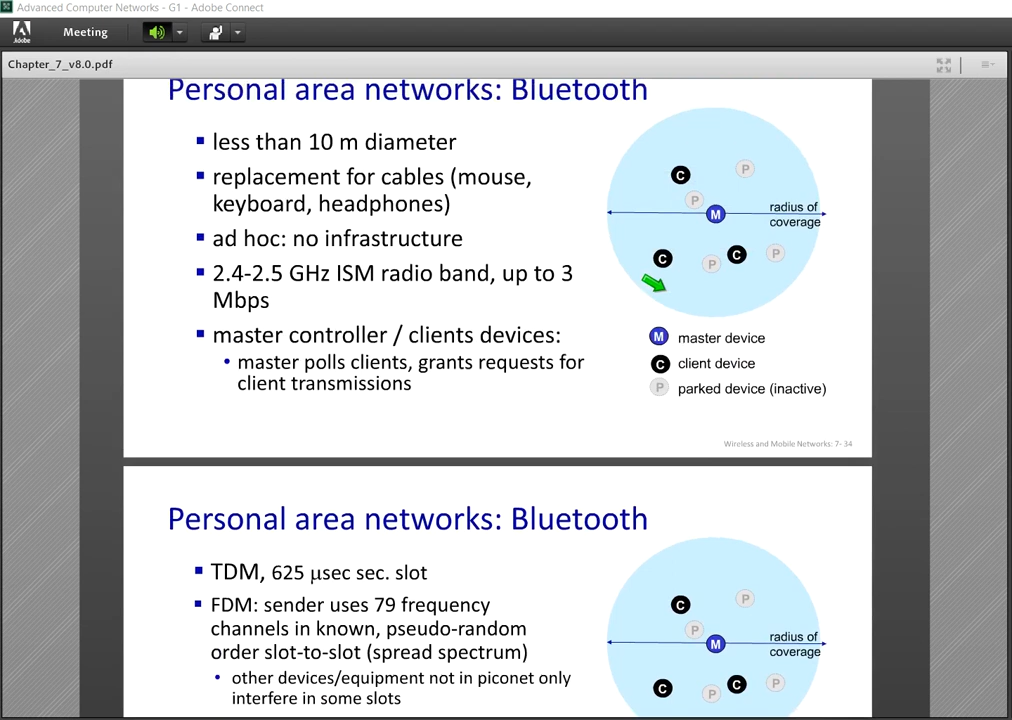 Advanced Computer Networks - G1 - Adobe Connect
Adobe
Meeting
Chapter_7_v8.0.pdf
Personal area networks: Bluetooth
▪ less than 10 m diameter
▪ replacement for cables (mouse,
keyboard, headphones)
▪ ad hoc: no infrastructure
▪ 2.4-2.5 GHz ISM radio band, up to 3
Mbps
▪ master controller / clients devices:
• master polls clients, grants requests for
client transmissions
C
P
P
M
radius of
coverage
C
P
C
P
M master device
C client device
P parked device (inactive)
Wireless and Mobile Networks: 7- 34
Personal area networks: Bluetooth
▪ TDM, 625 μsec sec. slot
▪ FDM: sender uses 79 frequency
channels in known, pseudo-random
order slot-to-slot (spread spectrum)
• other devices/equipment not in piconet only
interfere in some slots
C
P
P
M
radius of
coverage
C
P
C
P